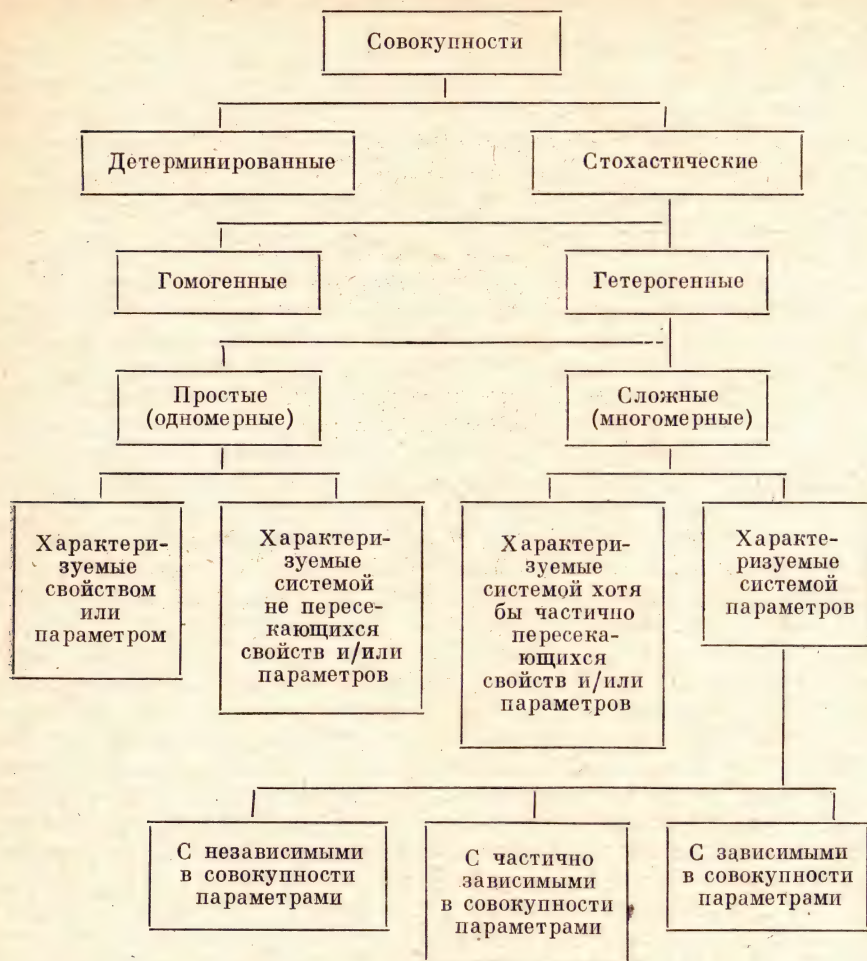 Совокупности
Детерминированные
Стохастические
Гомогенные
Гетерогенные
Простые
(одномерные)
Сложные
(многомерные)
Характери-
зуемые
свойством
или
параметром
Характери-
зуемые
системой
не пересе-
кающихся
свойств и/или
параметров
Характери-
зуемые
системой хотя
бы частично
пересека-
ющихся
свойств и/или
параметров
Характе-
ризуемые
системой
параметров
С независимыми
в совокупности
параметрами
С частично
зависимыми
в совокупности
параметрами
С зависимыми
в совокупности
параметрами